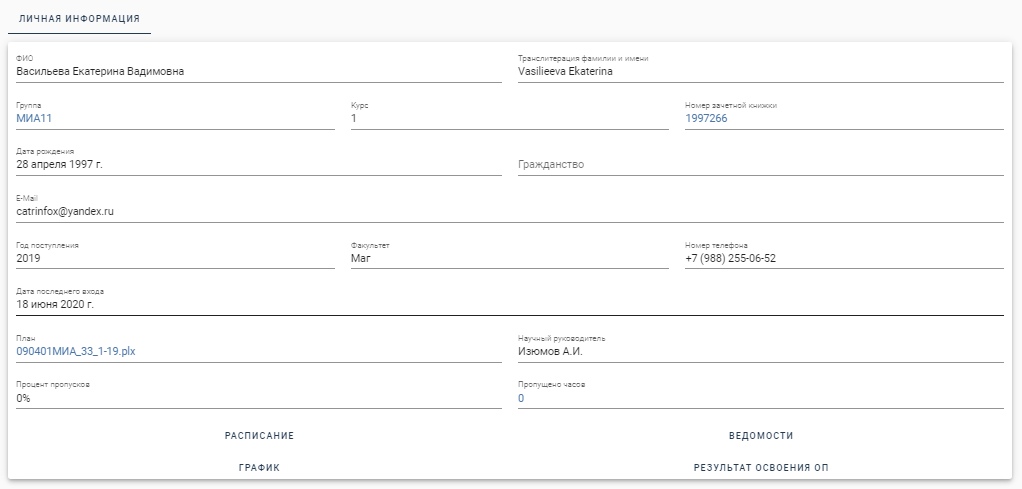 ЛИЧНАЯ ИНФОРМАЦИЯ
ФИО
Васильева Екатерина Вадимовна
Транслитерация фамилии и имени
Vasilieeva Ekaterina
Группа
МИА11
Курс
1
Номер зачетной книжки
1997266
Дата рождения
28 апреля 1997 г.
Гражданство
E-Mail
catrinfox@yandex.ru
Год поступления
2019
Факультет
Маг
Номер телефона
+7 (988) 255-06-52
Дата последнего входа
18 июня 2020 г.
План
090401МИА_33_1-19.plx
Научный руководитель
Изюмов А.И.
Процент пропусков
0%
Пропущено часов
0
РАСПИСАНИЕ
ВЕДОМОСТИ
ГРАФИК
РЕЗУЛЬТАТ ОСВОЕНИЯ ОП